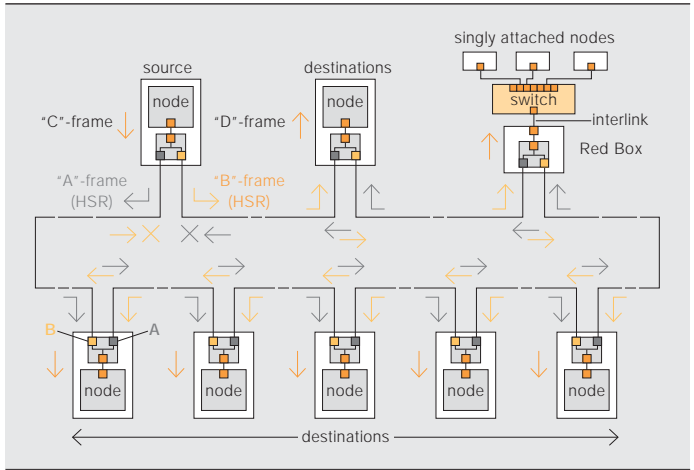 singly attached nodes
source
destinations
node
node
switch
"C"-frame
"D"-frame
interlink
Red Box
"A"-frame
(HSR)
"B"-frame
(HSR)
B
A
node
node
node
node
node
destinations